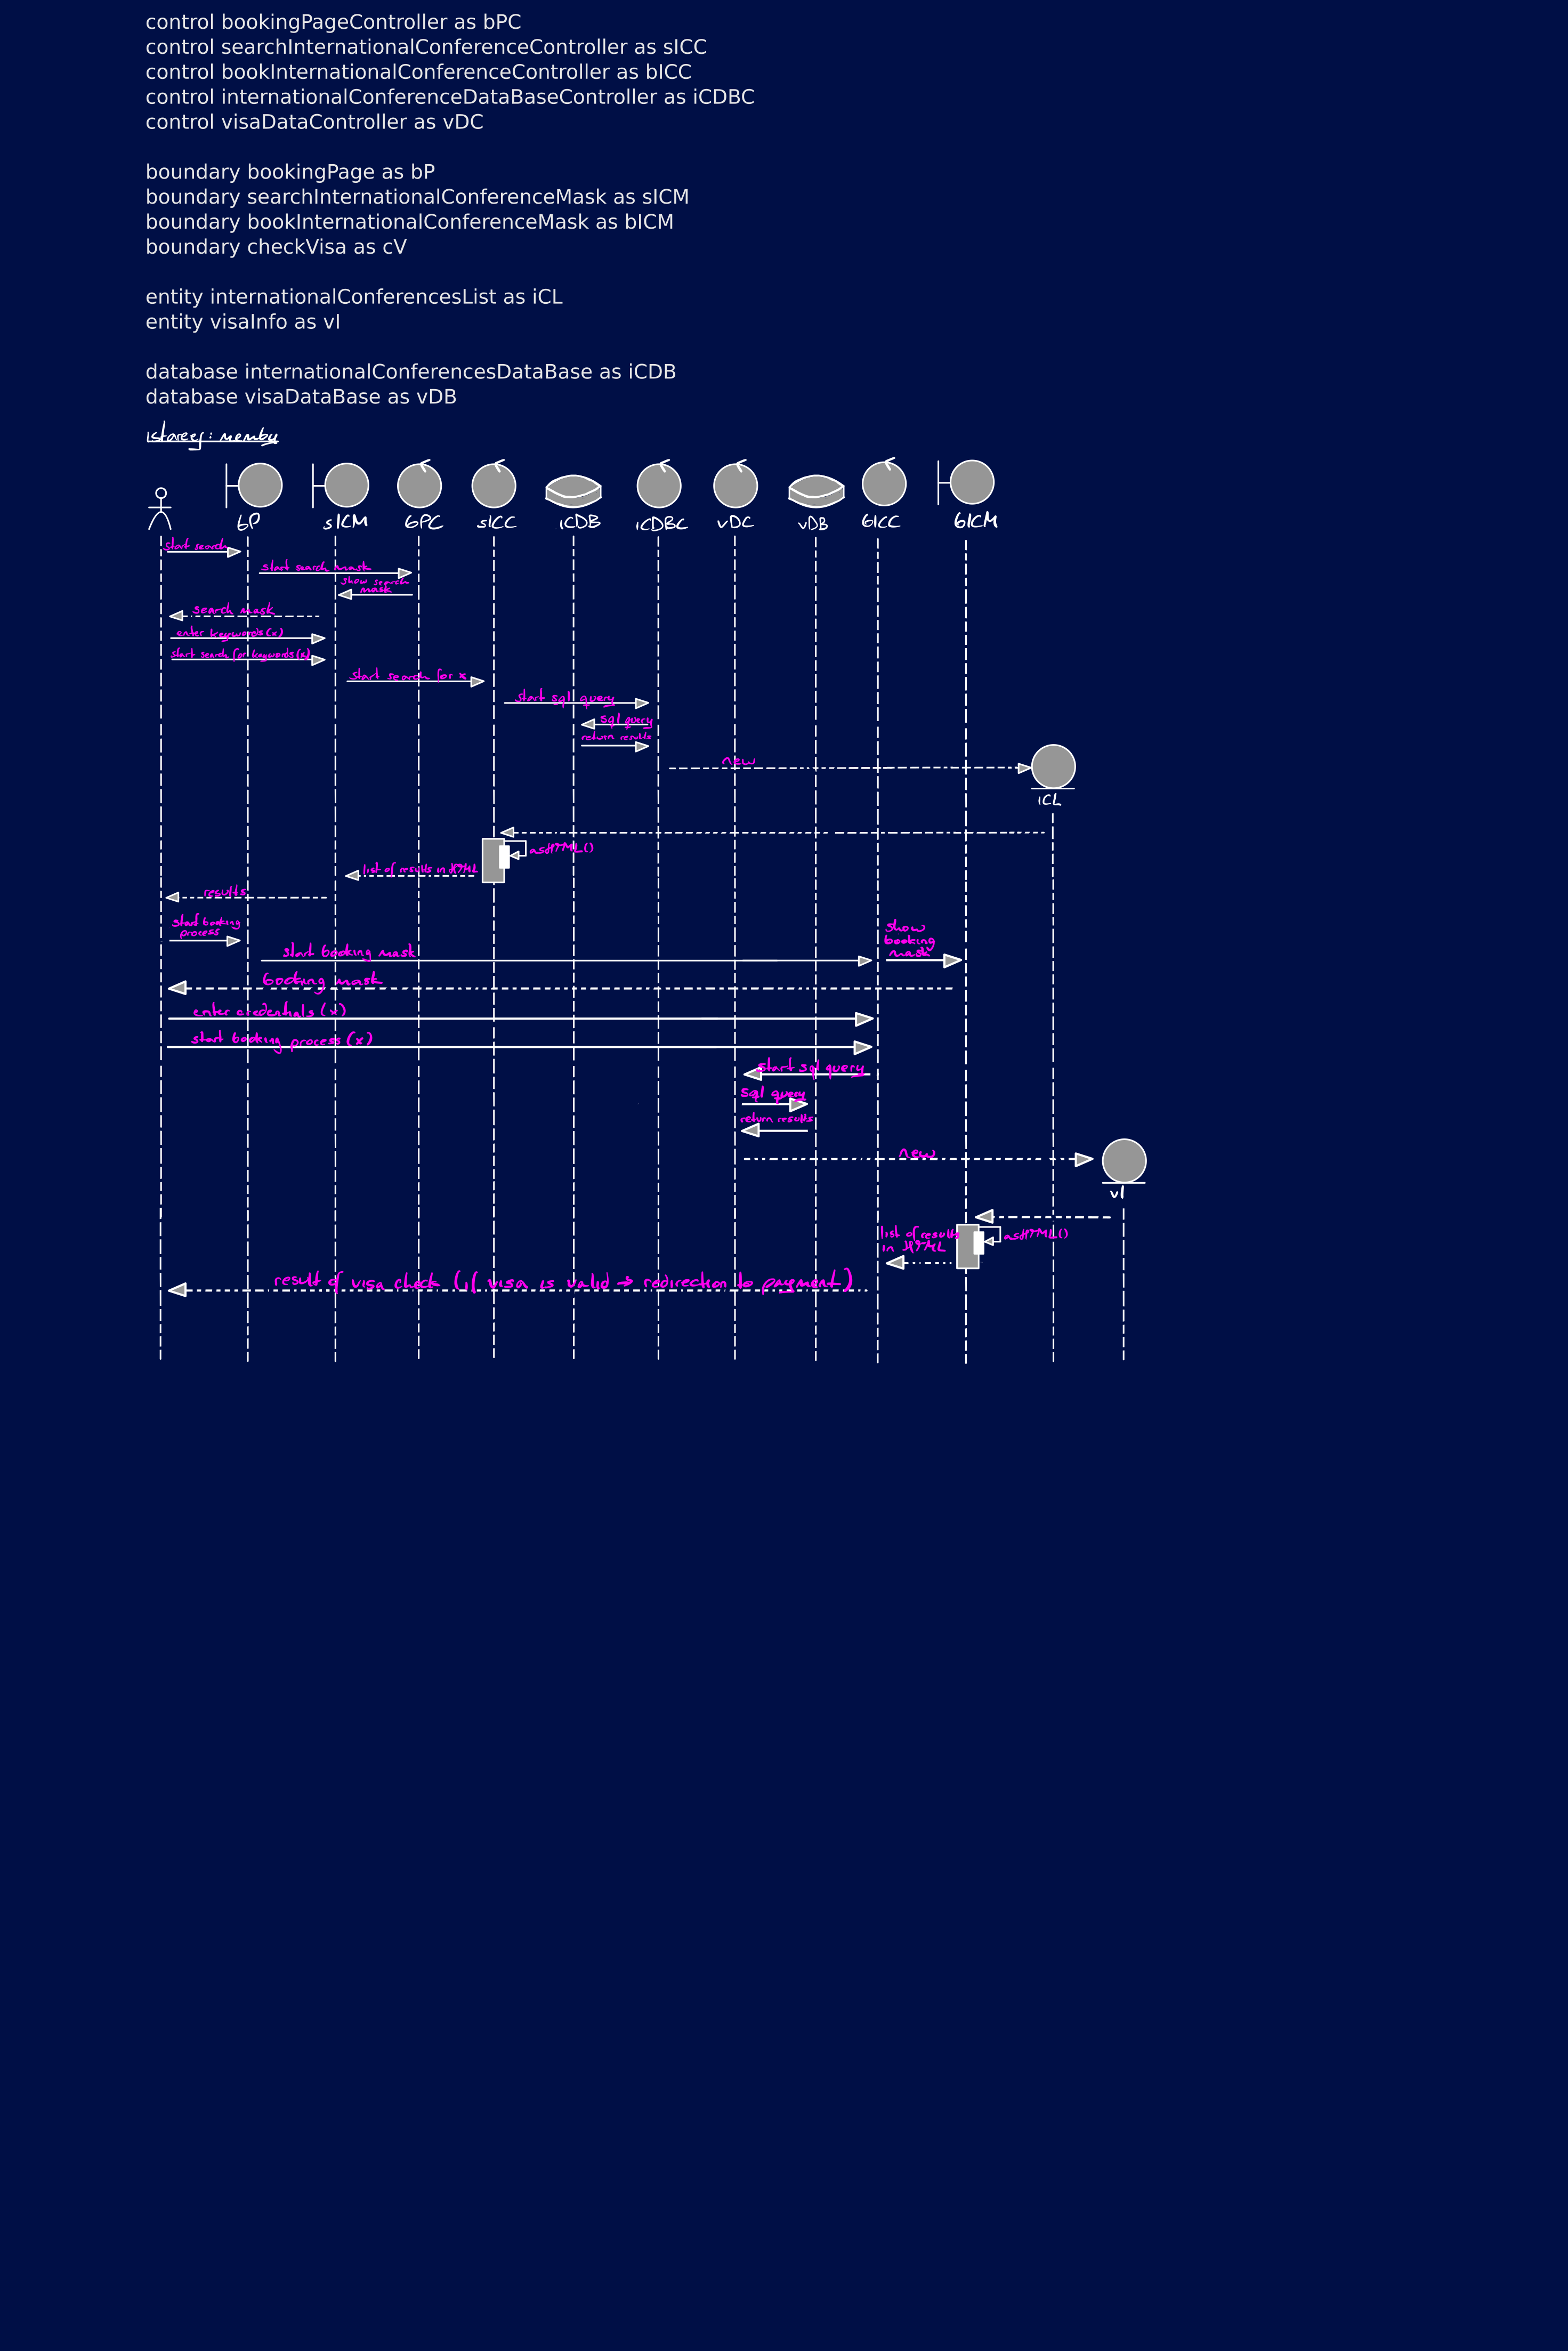 control bookingPageController as bPC
control searchInternationalConferenceController as sICC
control bookInternationalConferenceController as bICC
control internationalConferenceDataBaseController as iCDBC
control visaDataController as vDC
boundary bookingPage as bP
boundary searchInternationalConferenceMask as sICM
boundary bookInternationalConferenceMask as bICM
boundary checkVisa as cV
entity internationalConferencesList as iCL
entity visaInfo as vI
database internationalConferencesDataBase as iCDB
database visaDataBase as vDB
bP sICM bPC sICC iCDB iCDBC vDC vDB bICC bICM
start search
start search mask
show search
mask
search mask
enter keywords(x)
start search for keywords(x)
start search for x
start sql query
sql query
return results
new
iCL
asHTML()
list of results in HTML
results
start booking
process
show
booking
mask
start booking mask
booking mask
enter credentials (x)
start booking process (x)
start sql query
sql query
return results
new
vI
list of results
in HTML
asHTML()
result of visa check (if visa is valid → redirection to payment)